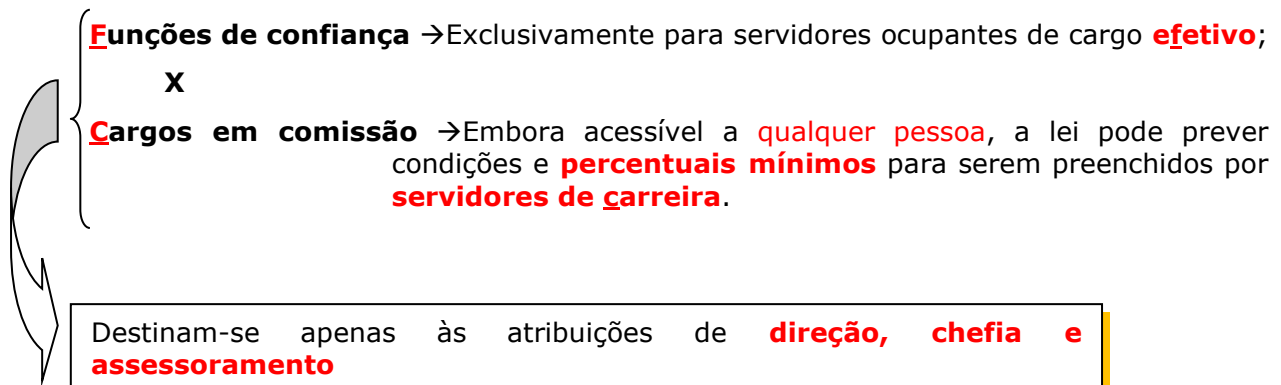 Funções de confiança →Exclusivamente para servidores ocupantes de cargo efetivo;
X
Cargos em comissão →Embora acessível a qualquer pessoa, a lei pode prever
condições e percentuais mínimos para serem preenchidos por
servidores de carreira.
Destinam-se apenas às atribuições de direção, chefia e
assessoramento